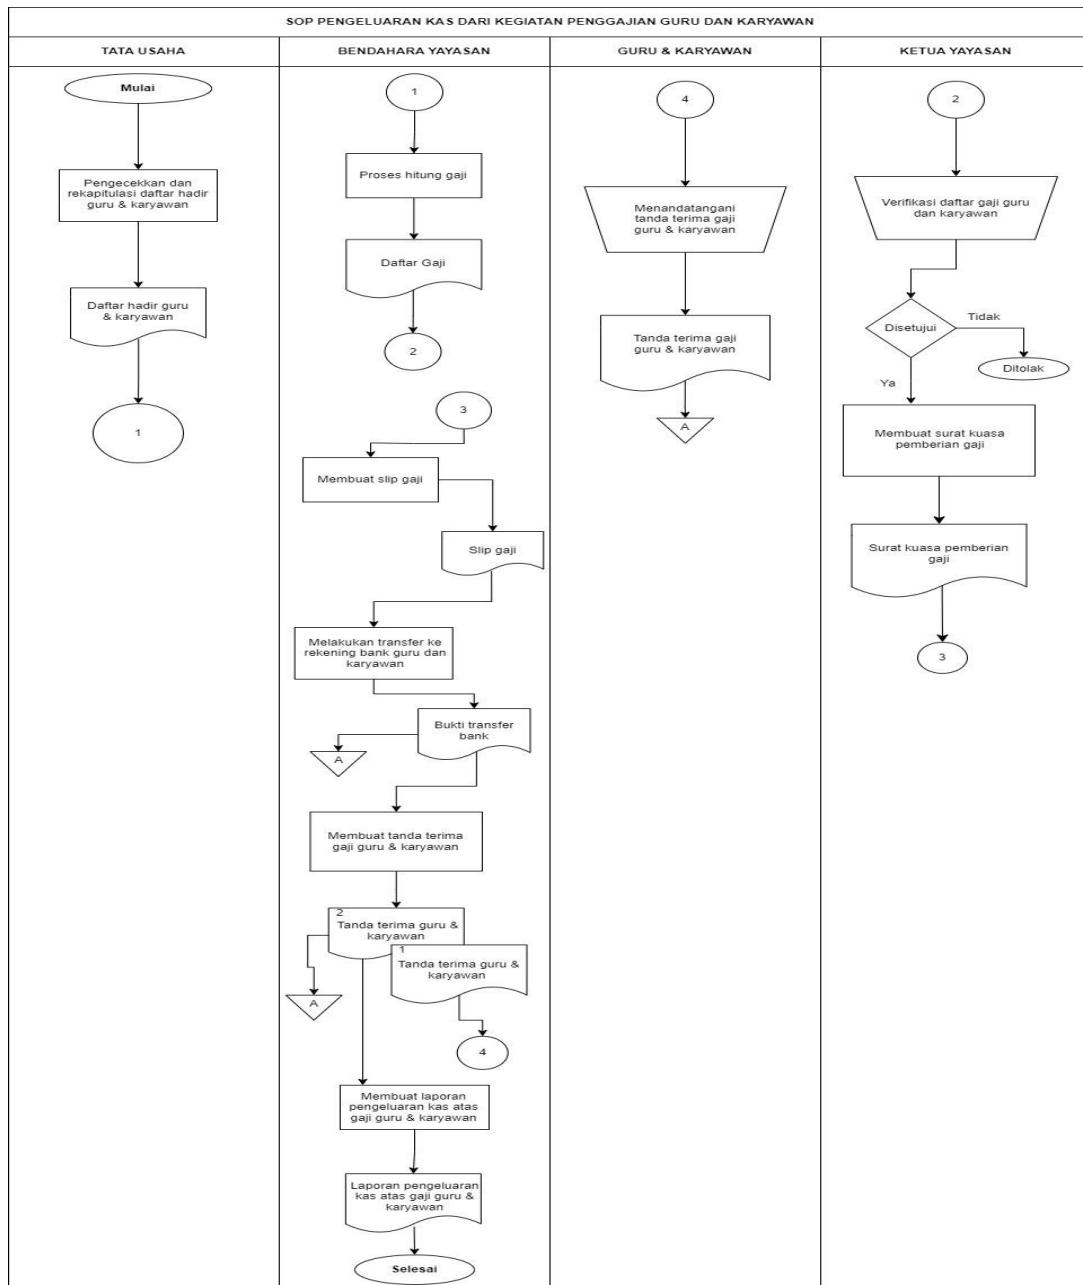 SOP PENGELUARAN KAS DARI KEGIATAN PENGGAJIAN GURU DAN KARYAWAN
TATA USAHA
BENDAHARA YAYASAN
GURU & KARYAWAN
KETUA YAYASAN
Mulai
Pengecekkan dan
rekapitulasi daftar hadir
guru & karyawan
Daftar hadir guru
& karyawan
1
1
Proses hitung gaji
Daftar Gaji
2
3
Membuat slip gaji
Slip gaji
Melakukan transfer ke
rekening bank guru dan
karyawan
Bukti transfer
bank
A
Membuat tanda terima
gaji guru & karyawan
2
Tanda terima guru &
karyawan
1
Tanda terima guru &
karyawan
A
4
Membuat laporan
pengeluaran kas atas
gaji guru & karyawan
Laporan pengeluaran
kas atas gaji guru &
karyawan
Selesai
4
Menandatangani
tanda terima gaji
guru & karyawan
Tanda terima gaji
guru & karyawan
A
2
Verifikasi daftar gaji guru
dan karyawan
Disetujui
Tidak
Ditolak
Ya
Membuat surat kuasa
pemberian gaji
Surat kuasa pemberian
gaji
3